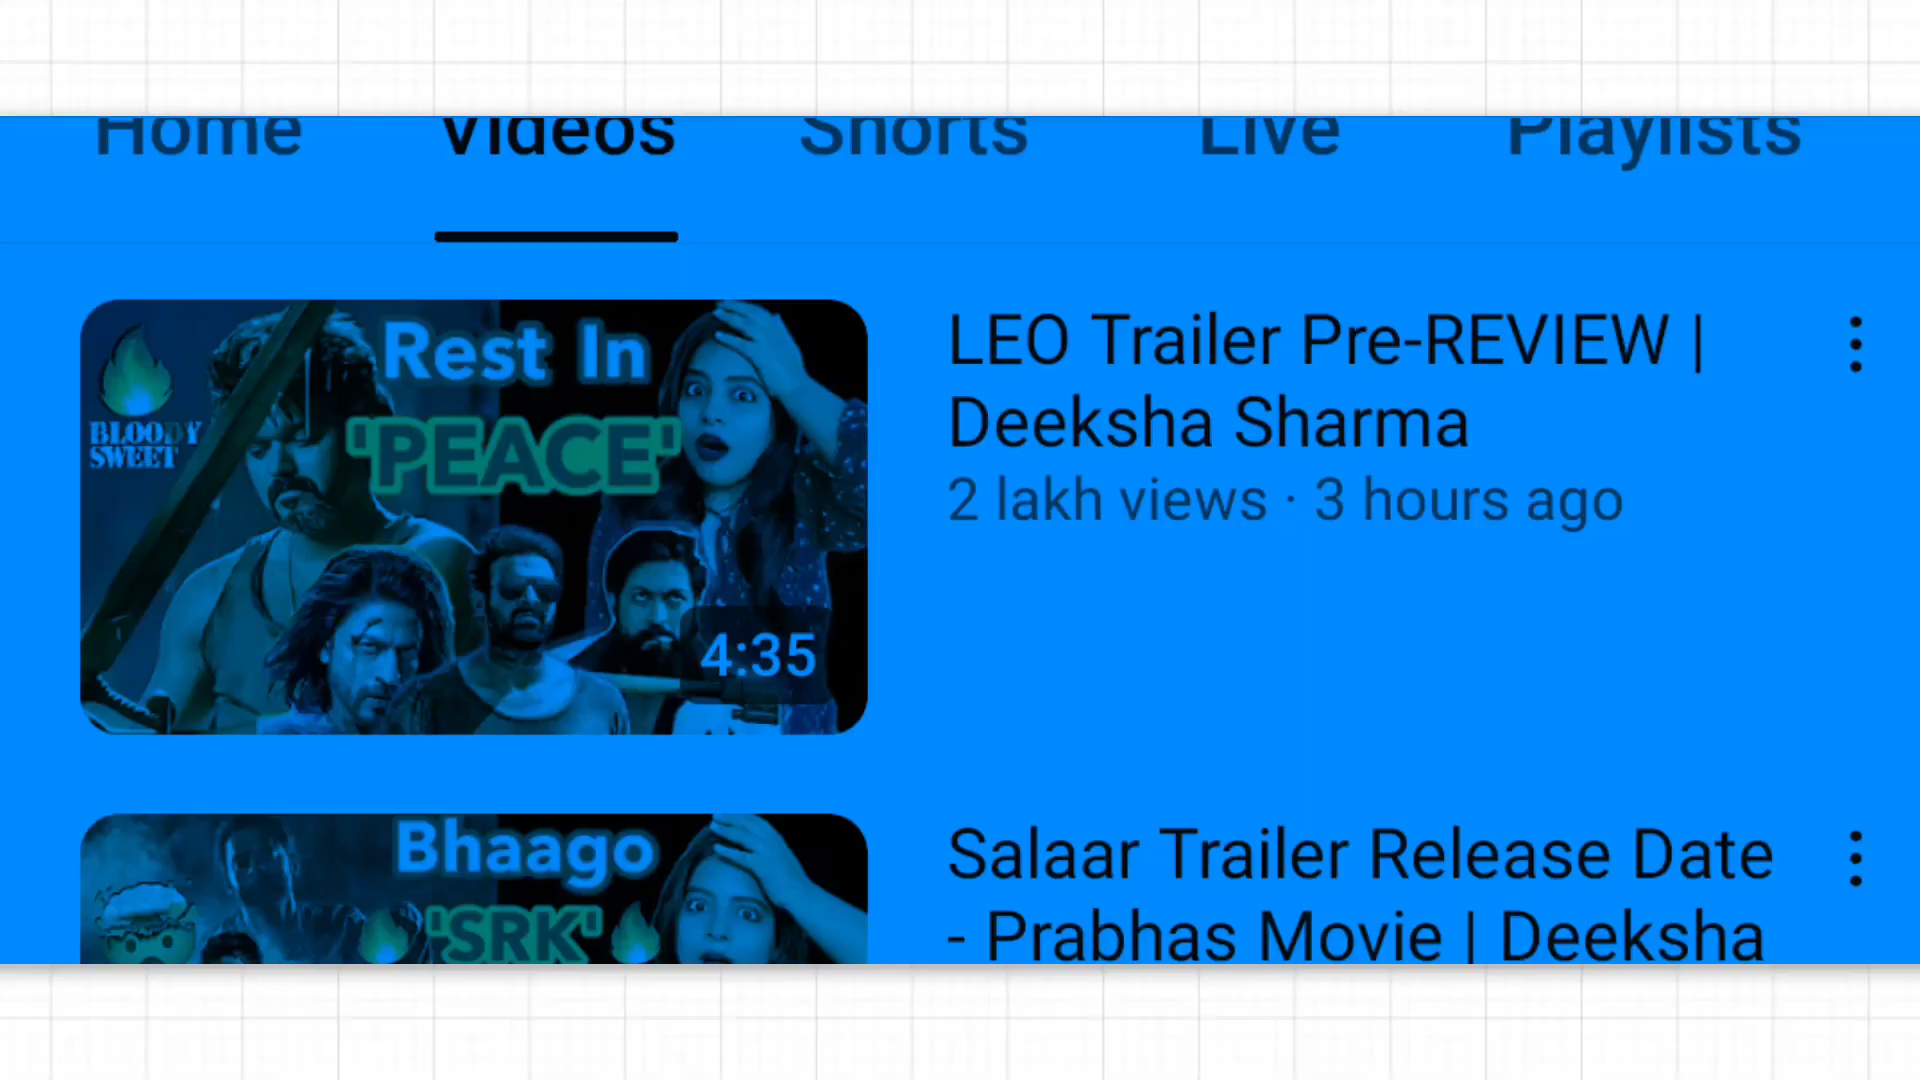 Home Videos Shorts Live Playlists
Rest In
'PEACE'
BLOODY
SWEET
4:35
LEO Trailer Pre-REVIEW |
Deeksha Sharma
2 lakh views · 3 hours ago
Bhaago
'SRK'
Salaar Trailer Release Date
- Prabhas Movie | Deeksha